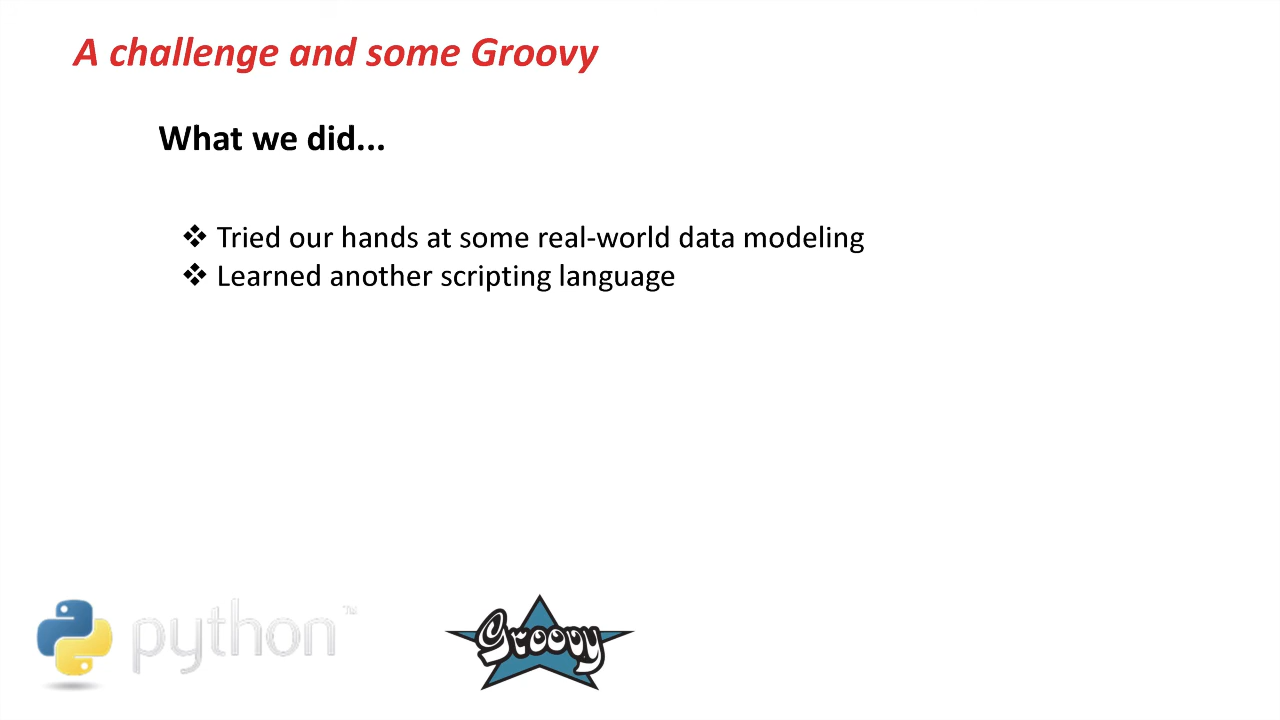 A challenge and some Groovy
What we did...
❖ Tried our hands at some real-world data modeling
❖ Learned another scripting language
python™
Groovy